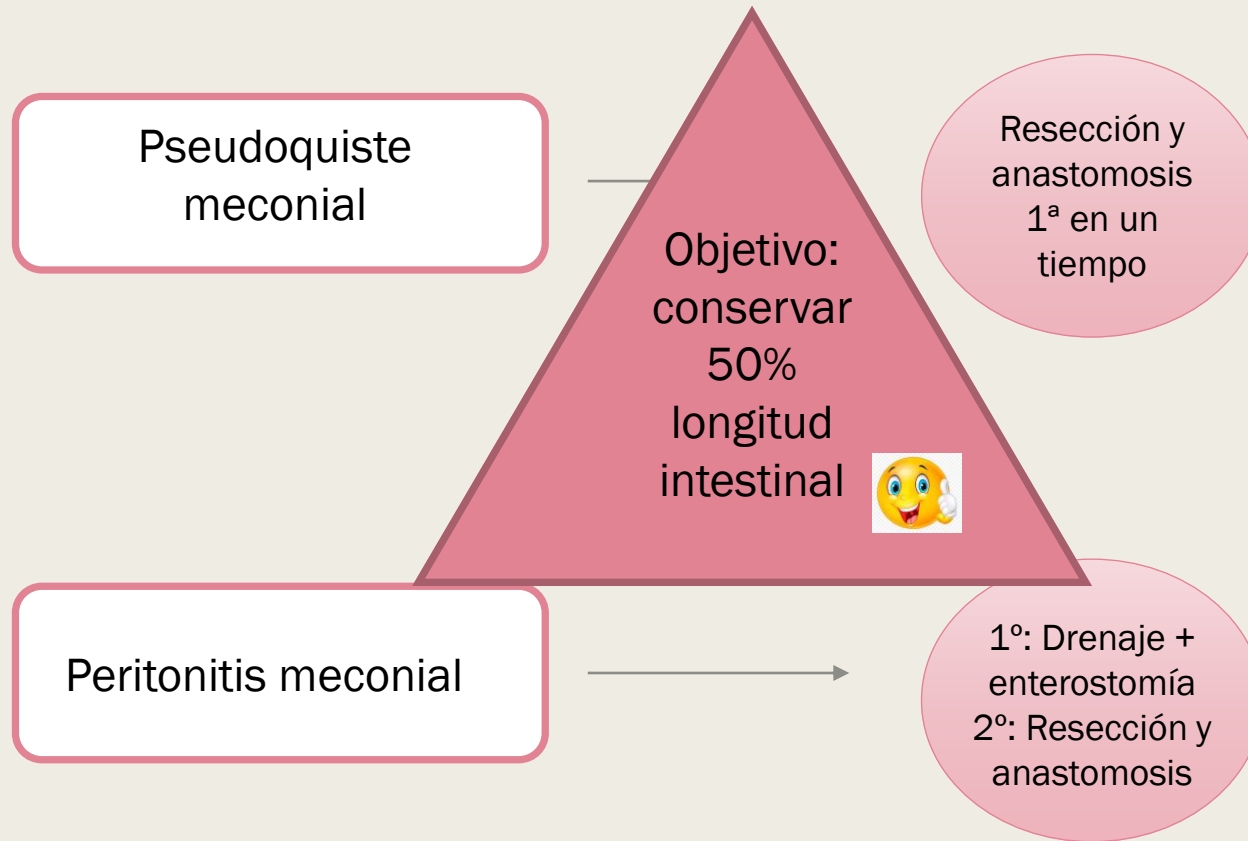 Pseudoquiste
meconial
Objetivo:
conservar
50%
longitud
intestinal
Resección y
anastomosis
1ª en un
tiempo
Peritonitis meconial
1º: Drenaje +
enterostomía
2º: Resección y
anastomosis